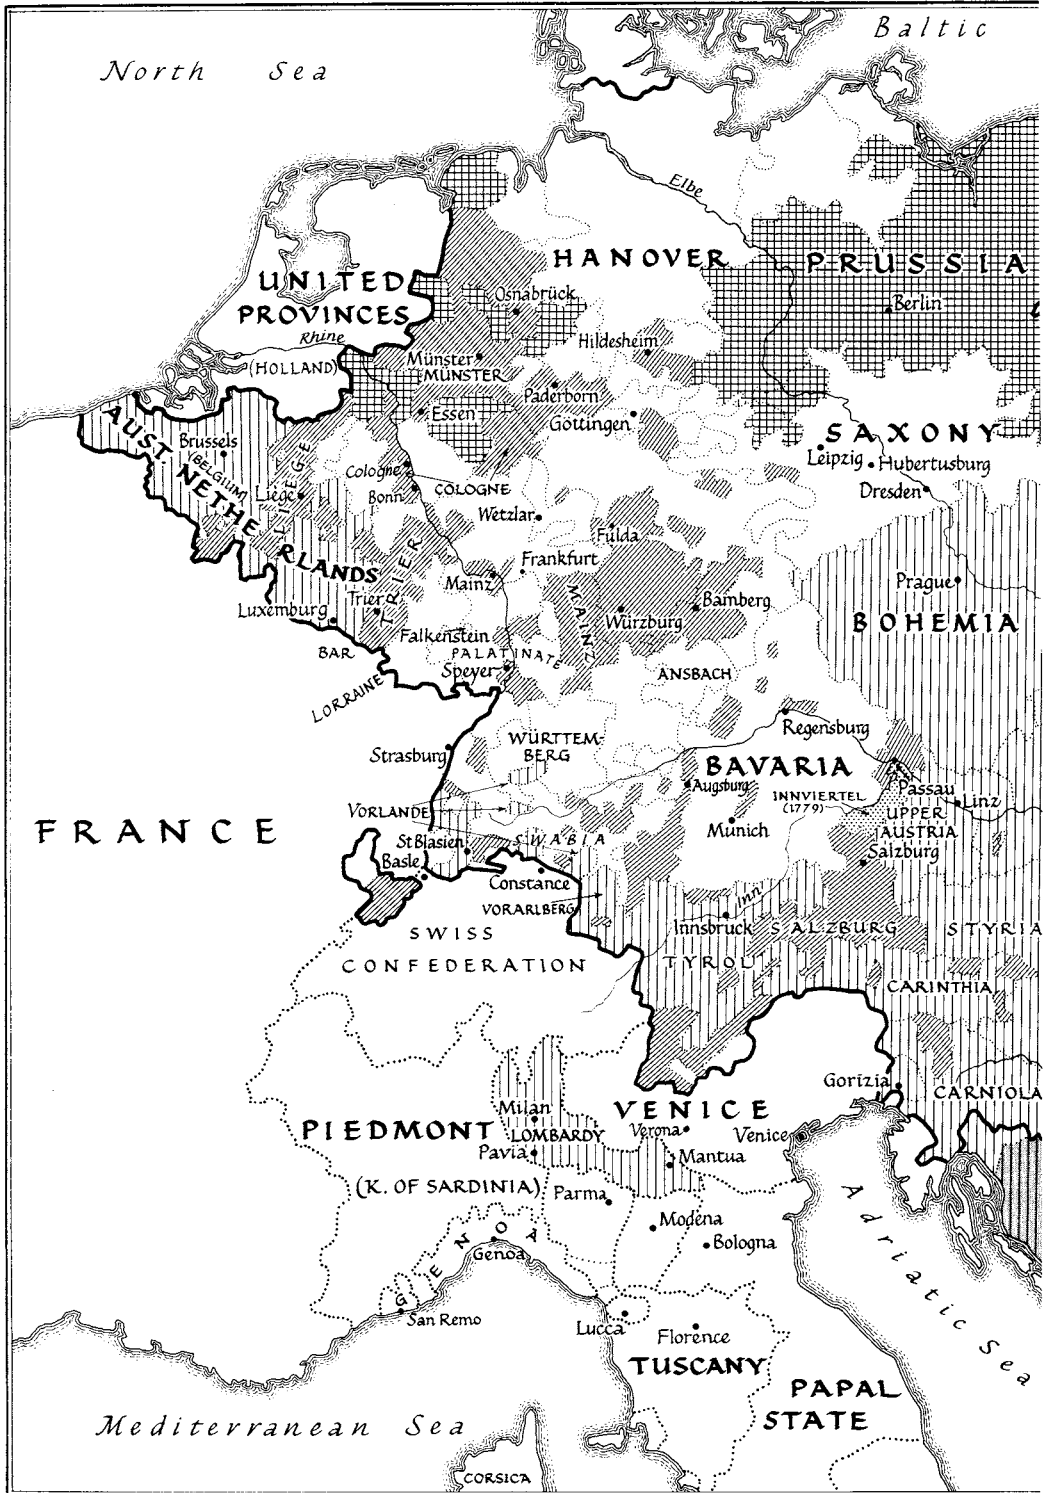 Baltic
North Sea
Elbe
HANOVER
PRUSSIA
UNITED
PROVINCES
Osnabrück
Berlin
Rhine
Hildesheim
(HOLLAND)
Münster
MÜNSTER
Paderborn
Essen
Göttingen
SAXONY
AUST. NETHERLANDS
Brussels
(BELGIUM)
LIEGE
Liége
Cologne
COLOGNE
Bonn
Leipzig
Hubertusburg
Dresden
Wetzlar
Fulda
Frankfurt
Mainz
MAINZ
TRIER
Trier
Prague
Bamberg
Würzburg
BOHEMIA
Luxemburg
Falkenstein
PALATINATE
Speyer
BAR
LORRAINE
ANSBACH
Regensburg
Strasburg
WÜRTTEM-
BERG
BAVARIA
Augsburg
INNVIERTEL
(1779)
Passau
Linz
UPPER
AUSTRIA
VORLANDE
Munich
FRANCE
St Blasien
SWABIA
Basle
Salzburg
Constance
VORARLBERG
Inn
Innsbruck
SALZBURG
STYRIA
SWISS
CONFEDERATION
TYROL
CARINTHIA
Gorizia
CARNIOLA
Milan
LOMBARDY
VENICE
PIEDMONT
Verona
Venice
Pavia
Mantua
(K. OF SARDINIA)
Parma
Adriatic Sea
Modena
Bologna
GENOA
Genoa
San Remo
Lucca
Florence
TUSCANY
PAPAL
STATE
Mediterranean Sea
CORSICA